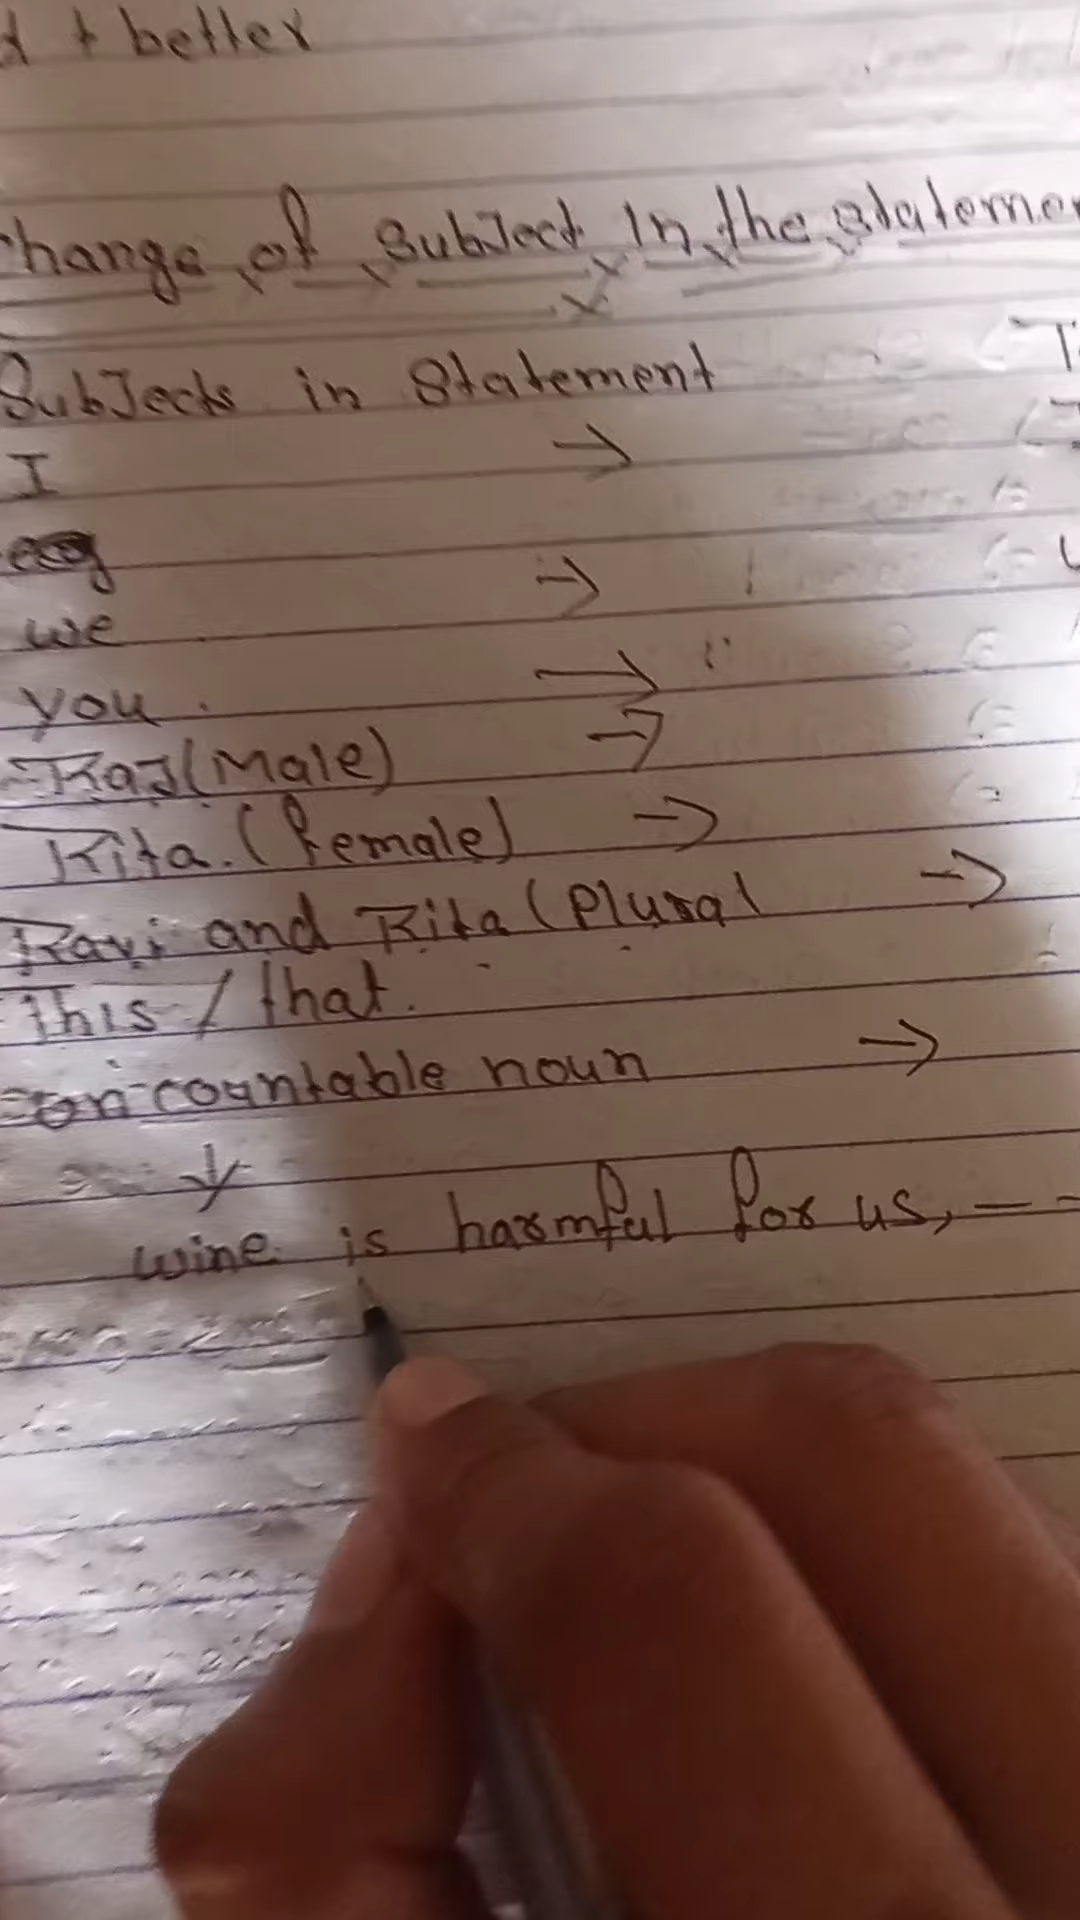 + better
hange of SubJect In the stateme
SubJects in Statement
I →
we →
you. →
Raj(Male) →
Rita.(female) →
Ravi and Rita (Plural →
This / that.
countable noun →
↓
wine is harmful for us, – -